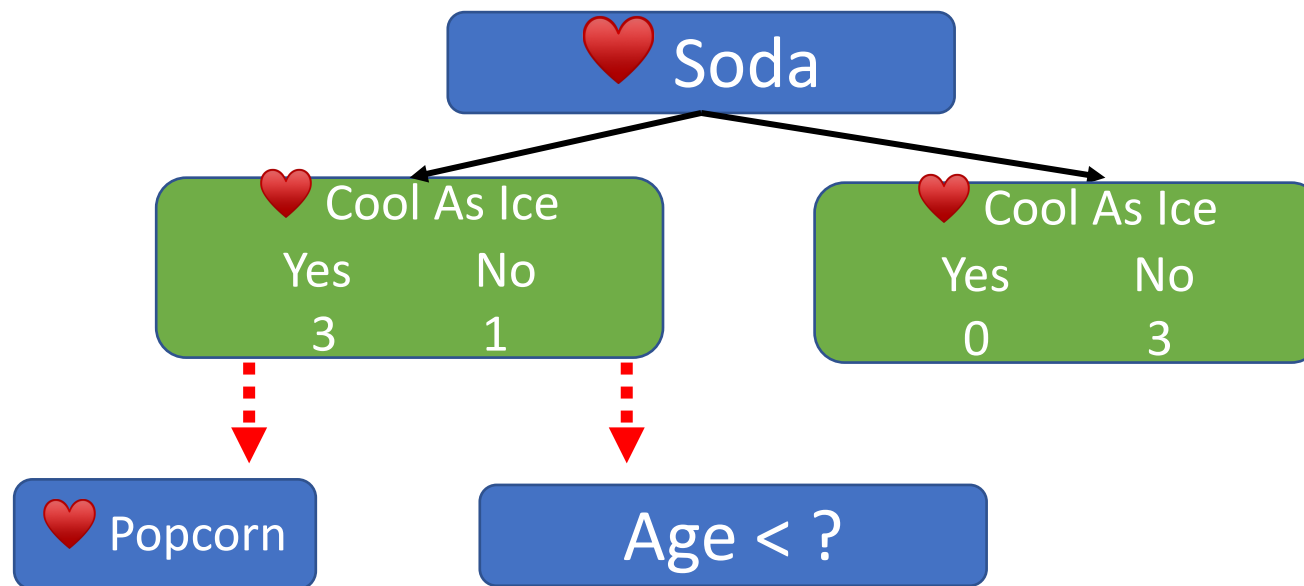 Soda
Cool As Ice
Yes No
3 1
Cool As Ice
Yes No
0 3
Popcorn
Age < ?